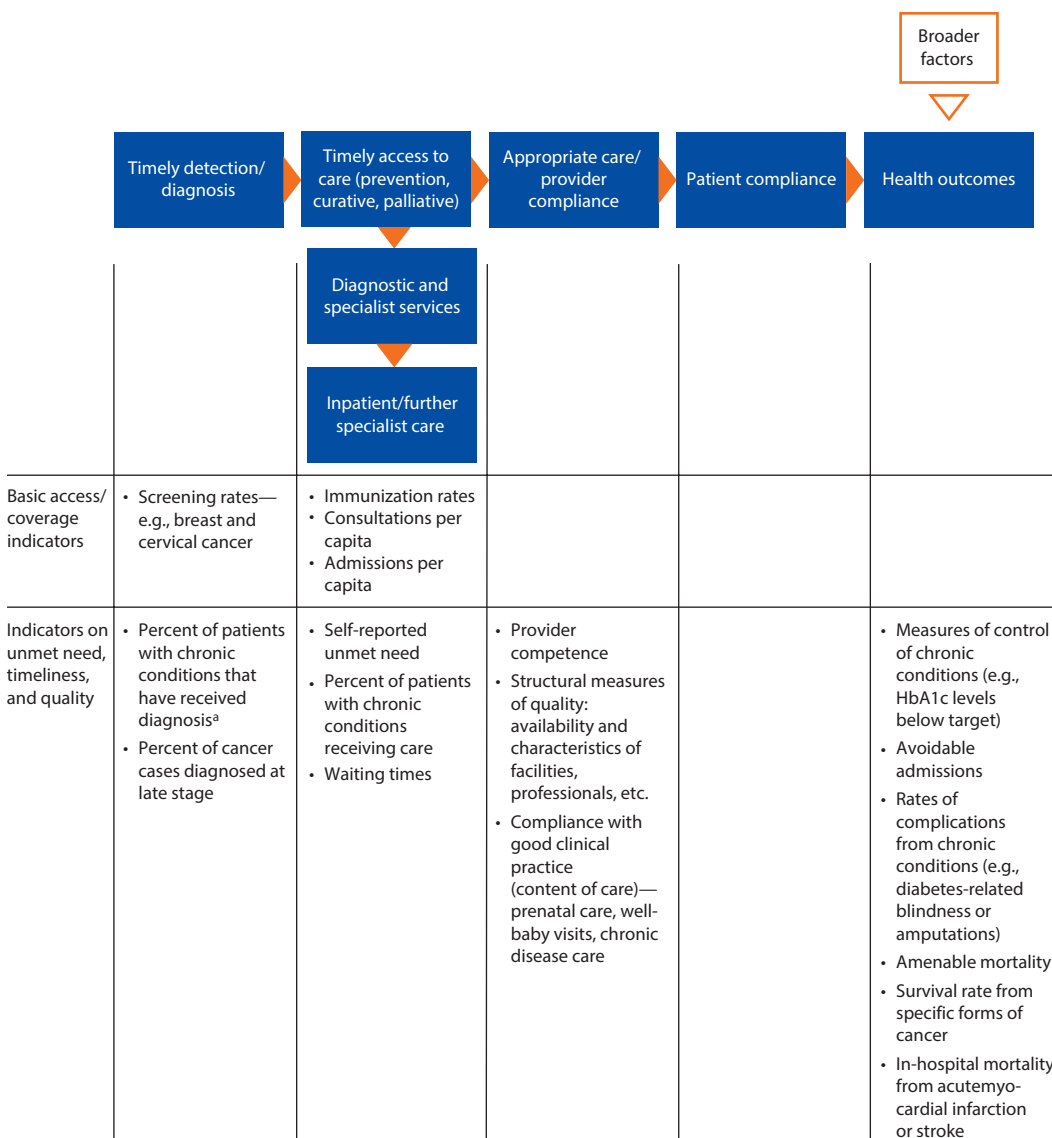 Broader
factors
Timely detection/
diagnosis
Timely access to
care (prevention,
curative, palliative)
Appropriate care/
provider
compliance
Patient compliance
Health outcomes
Diagnostic and
specialist services
Inpatient/further
specialist care
Basic access/
coverage
indicators
• Screening rates—
e.g., breast and
cervical cancer
• Immunization rates
• Consultations per
capita
• Admissions per
capita
Indicators on
unmet need,
timeliness,
and quality
• Percent of patients
with chronic
conditions that
have received
diagnosisᵃ
• Percent of cancer
cases diagnosed at
late stage
• Self-reported
unmet need
• Percent of patients
with chronic
conditions
receiving care
• Waiting times
• Provider
competence
• Structural measures
of quality:
availability and
characteristics of
facilities,
professionals, etc.
• Compliance with
good clinical
practice
(content of care)—
prenatal care, well-
baby visits, chronic
disease care
• Measures of control
of chronic
conditions (e.g.,
HbA1c levels
below target)
• Avoidable
admissions
• Rates of
complications
from chronic
conditions (e.g.,
diabetes-related
blindness or
amputations)
• Amenable mortality
• Survival rate from
specific forms of
cancer
• In-hospital mortality
from acutemyo-
cardial infarction
or stroke